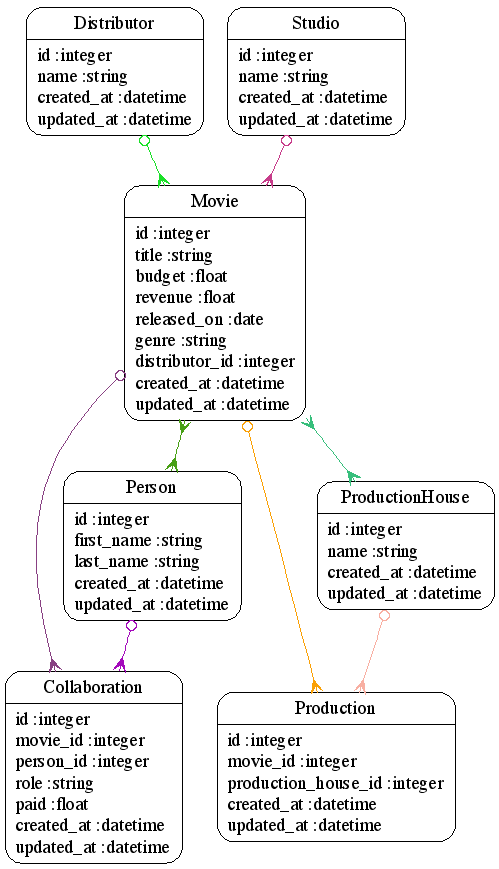 Distributor
id :integer
name :string
created_at :datetime
updated_at :datetime
Studio
id :integer
name :string
created_at :datetime
updated_at :datetime
Movie
id :integer
title :string
budget :float
revenue :float
released_on :date
genre :string
distributor_id :integer
created_at :datetime
updated_at :datetime
Person
id :integer
first_name :string
last_name :string
created_at :datetime
updated_at :datetime
ProductionHouse
id :integer
name :string
created_at :datetime
updated_at :datetime
Collaboration
id :integer
movie_id :integer
person_id :integer
role :string
paid :float
created_at :datetime
updated_at :datetime
Production
id :integer
movie_id :integer
production_house_id :integer
created_at :datetime
updated_at :datetime